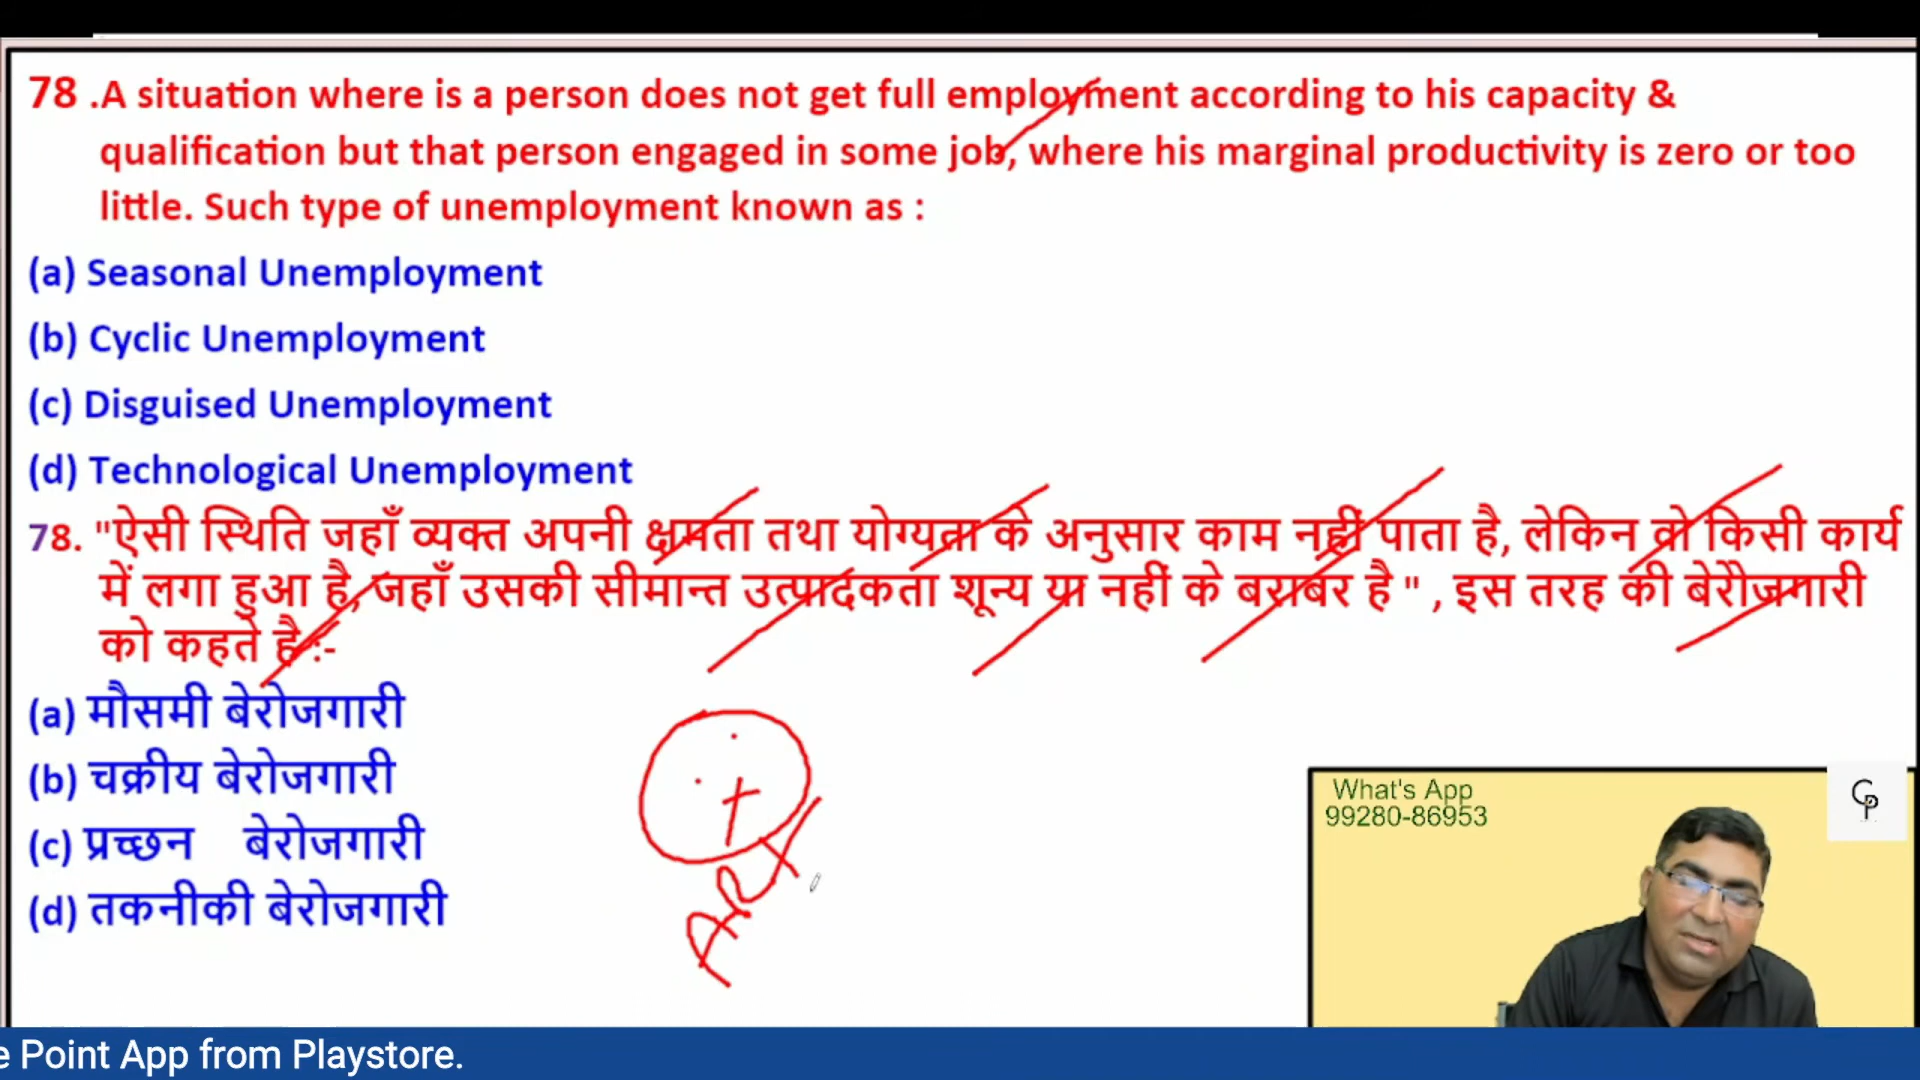 78 .A situation where is a person does not get full employment according to his capacity &
qualification but that person engaged in some job, where his marginal productivity is zero or too
little. Such type of unemployment known as :
(a) Seasonal Unemployment
(b) Cyclic Unemployment
(c) Disguised Unemployment
(d) Technological Unemployment
78. "ऐसी स्थिति जहाँ व्यक्त अपनी क्षमता तथा योग्यता के अनुसार काम नहीं पाता है, लेकिन वो किसी कार्य
में लगा हुआ है, जहाँ उसकी सीमान्त उत्पादकता शून्य या नहीं के बराबर है " , इस तरह की बेरोजगारी
को कहते है :-
(a) मौसमी बेरोजगारी
(b) चक्रीय बेरोजगारी
(c) प्रच्छन बेरोजगारी
(d) तकनीकी बेरोजगारी
What's App
99280-86953
e Point App from Playstore.